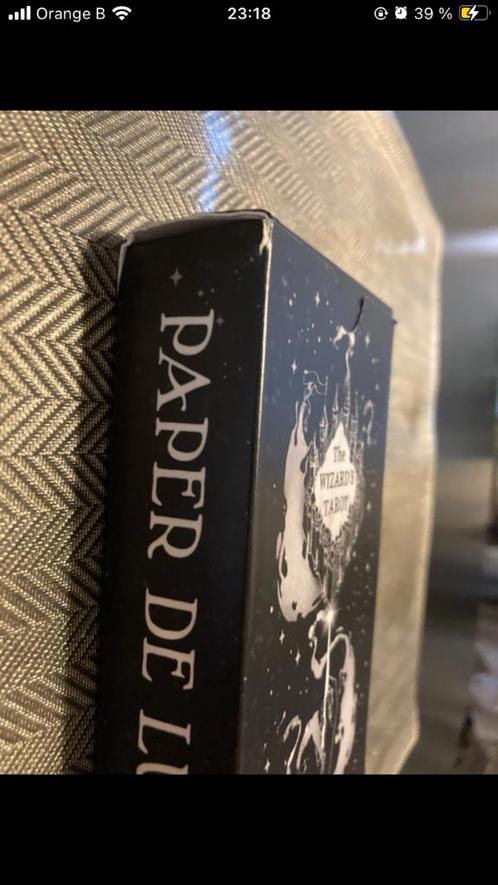 Orange B
23:18
39 %
PAPER DE LU
The
WIZARD'S
TAROT